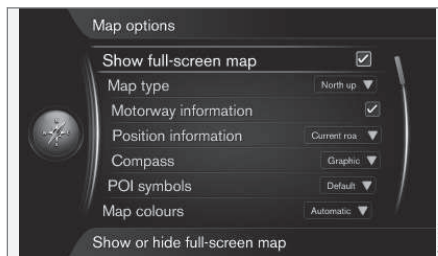 Map options
Show full-screen map
Map type North up
Motorway information
Position information Current roa
Compass Graphic
POI symbols Default
Map colours Automatic
Show or hide full-screen map